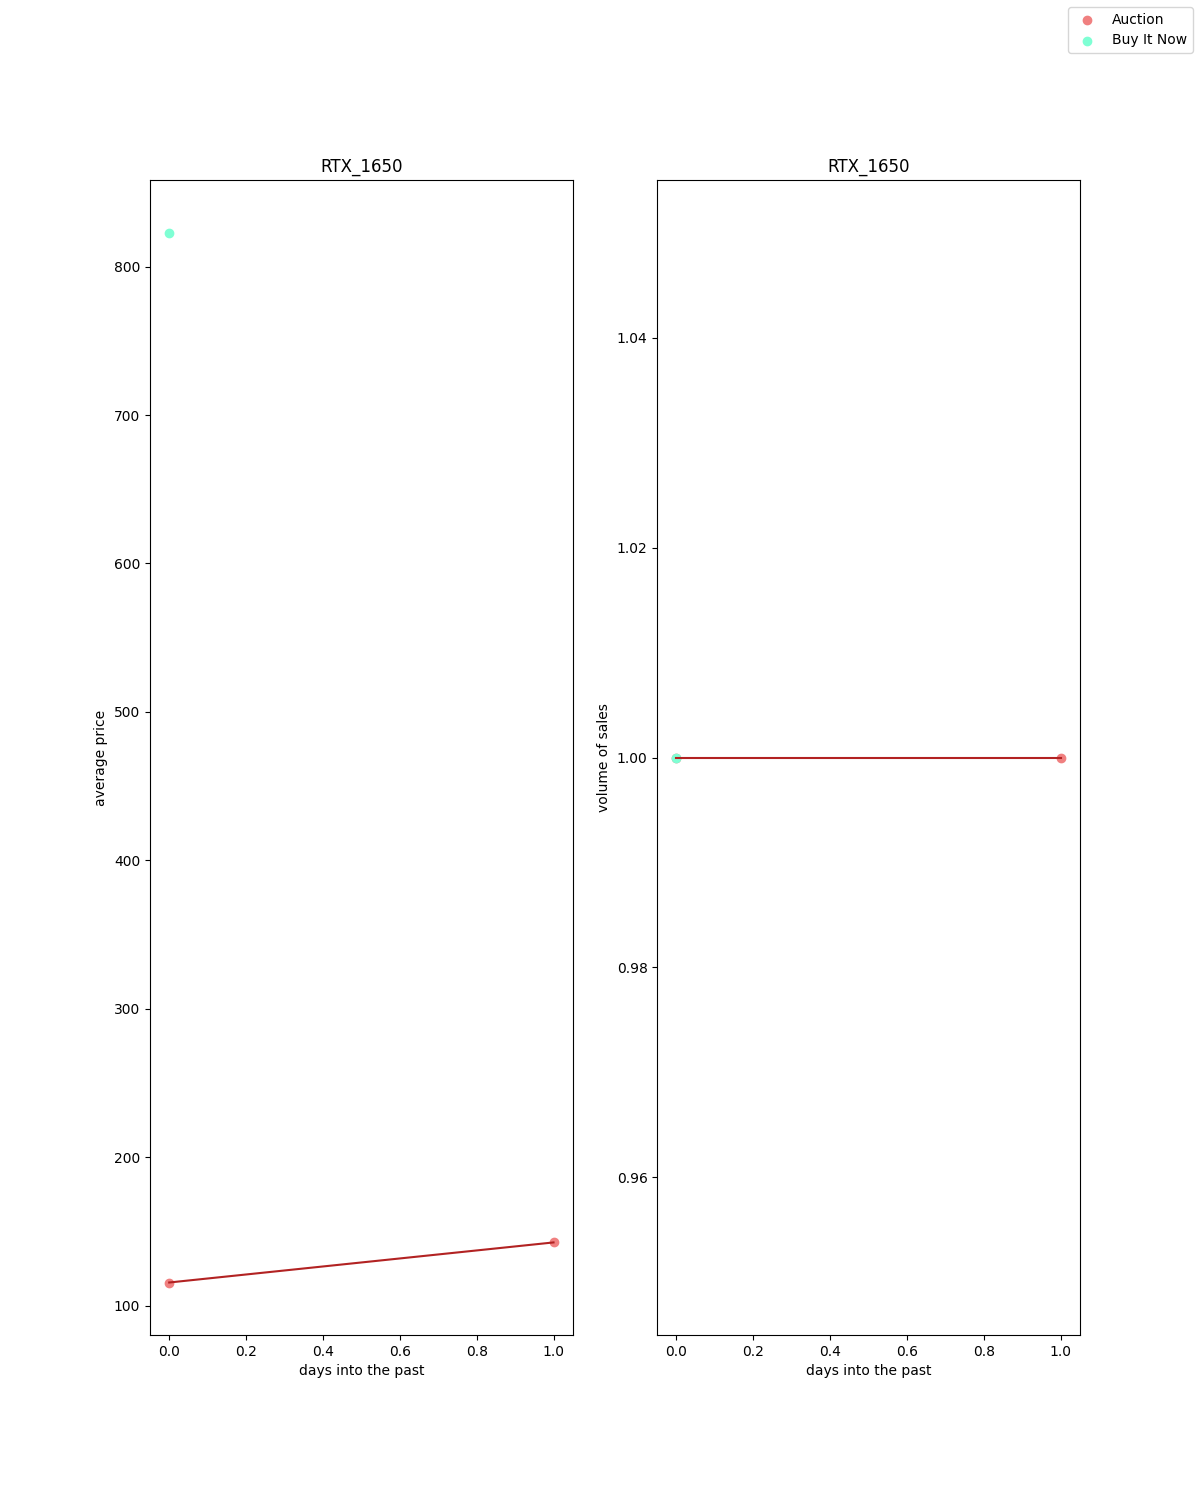 Auction
Buy It Now
RTX_1650
800
700
600
500
400
300
200
100
average price
0.0 0.2 0.4 0.6 0.8 1.0
days into the past
RTX_1650
1.04
1.02
1.00
0.98
0.96
volume of sales
0.0 0.2 0.4 0.6 0.8 1.0
days into the past